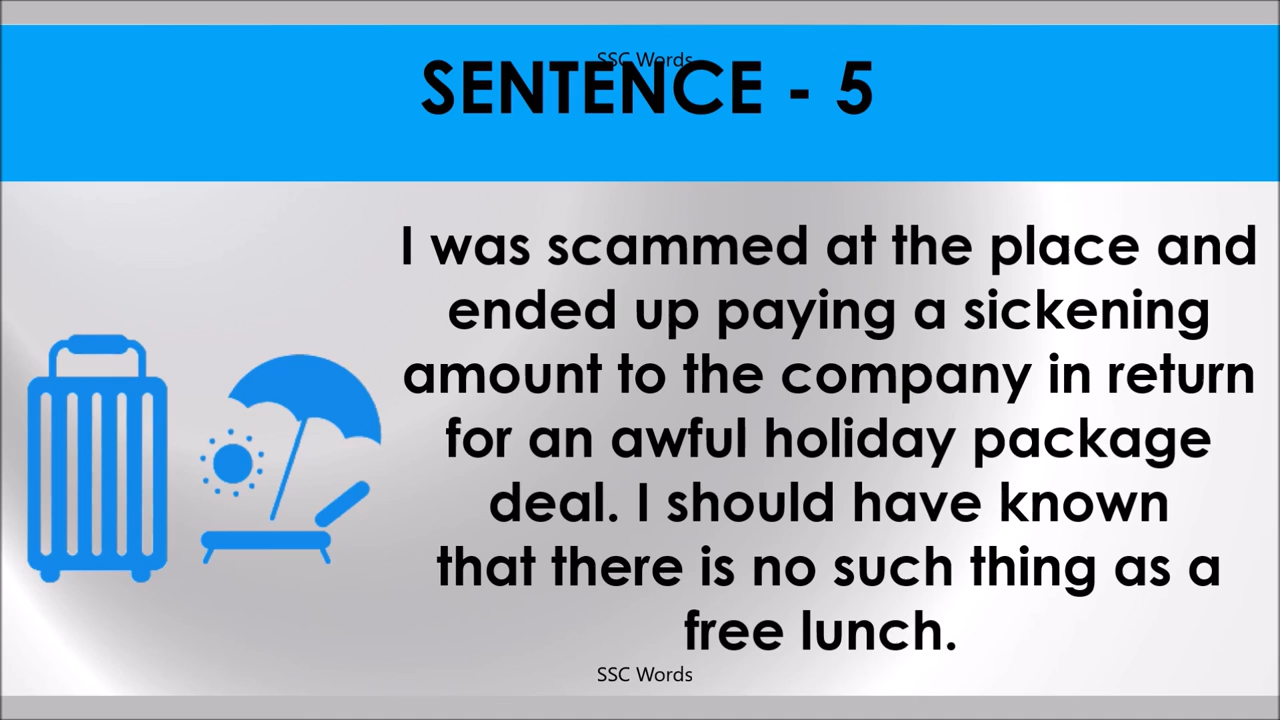 SSC Words
SENTENCE - 5
I was scammed at the place and
ended up paying a sickening
amount to the company in return
for an awful holiday package
deal. I should have known
that there is no such thing as a
free lunch.
SSC Words